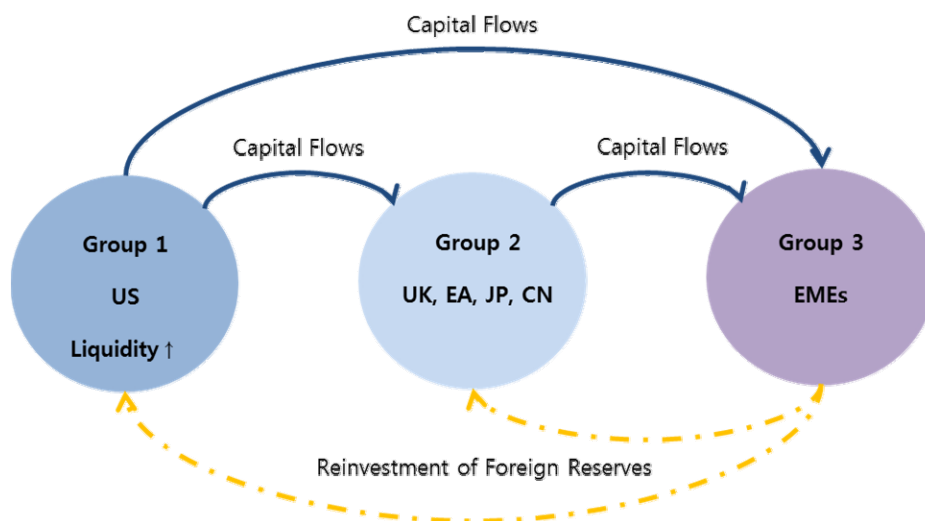 Capital Flows
Capital Flows
Capital Flows
Group 1
US
Liquidity ↑
Group 2
UK, EA, JP, CN
Group 3
EMEs
Reinvestment of Foreign Reserves